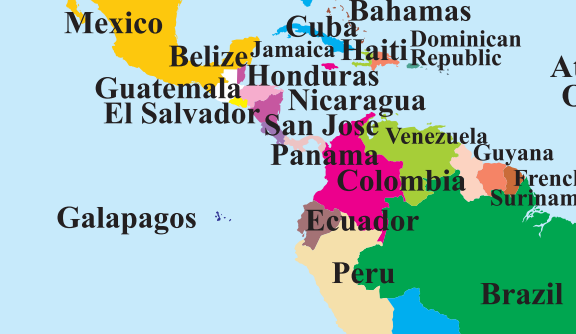 Bahamas
Mexico
Cuba
Dominican
Republic
Belize
Jamaica
Haiti
At
Honduras
Guatemala
O
Nicaragua
El Salvador
San Jose
Venezuela
Panama
Guyana
Colombia
French
Surinam
Galapagos
Ecuador
Peru
Brazil